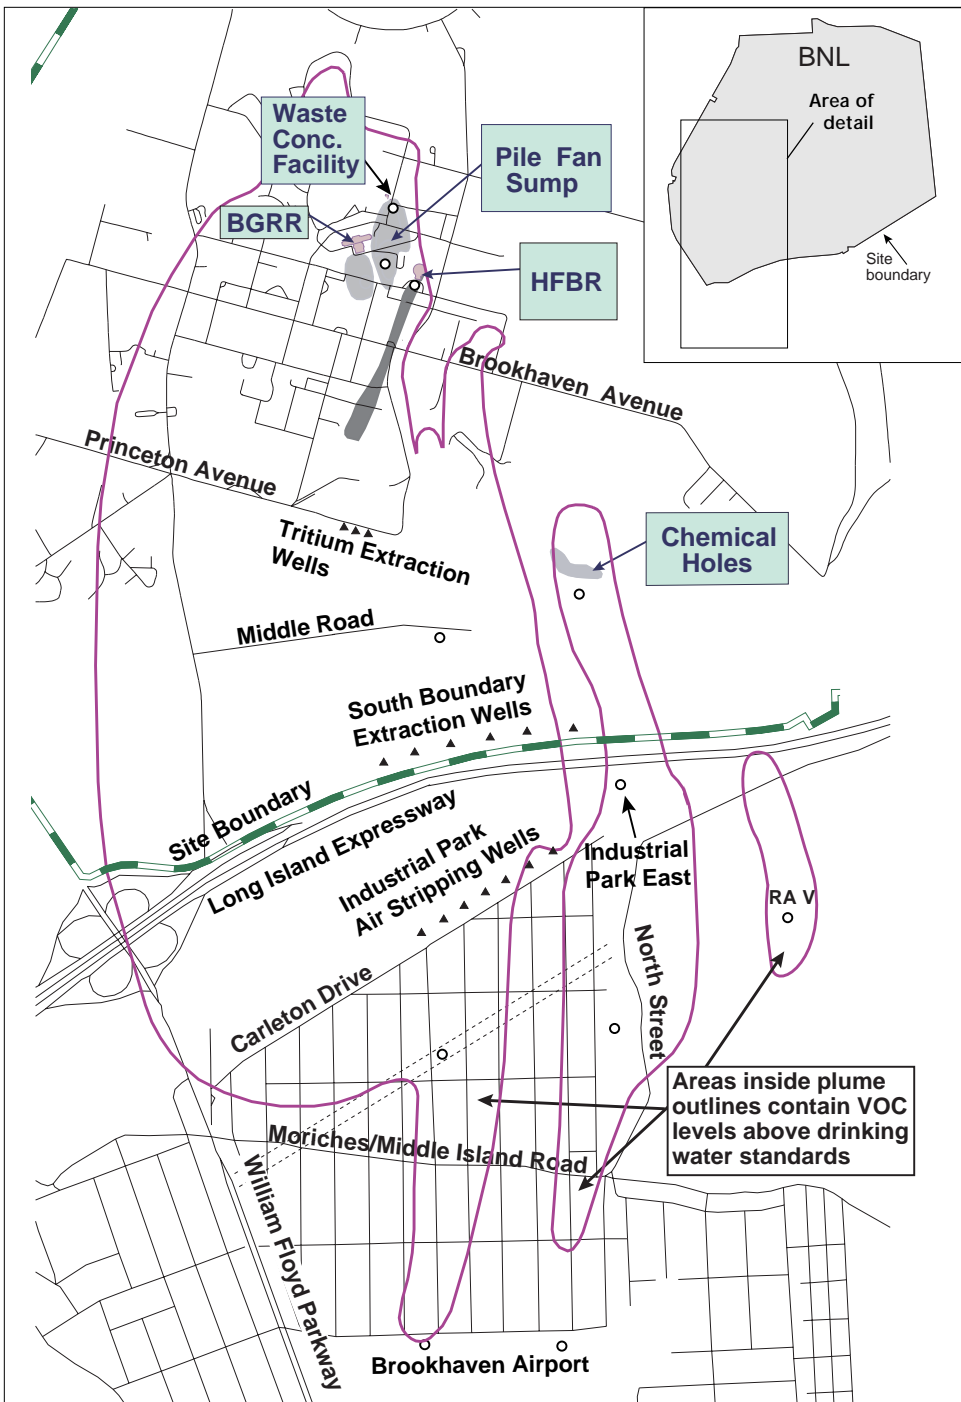 BNL
Area of
detail
Site
boundary
Waste
Conc.
Facility
Pile Fan
Sump
BGRR
HFBR
Brookhaven Avenue
Princeton Avenue
Tritium Extraction
Wells
Chemical
Holes
Middle Road
South Boundary
Extraction Wells
Site Boundary
Long Island Expressway
Industrial Park
Air Stripping Wells
Industrial
Park East
RA V
North Street
Carleton Drive
Areas inside plume
outlines contain VOC
levels above drinking
water standards
Moriches/Middle Island Road
William Floyd Parkway
Brookhaven Airport